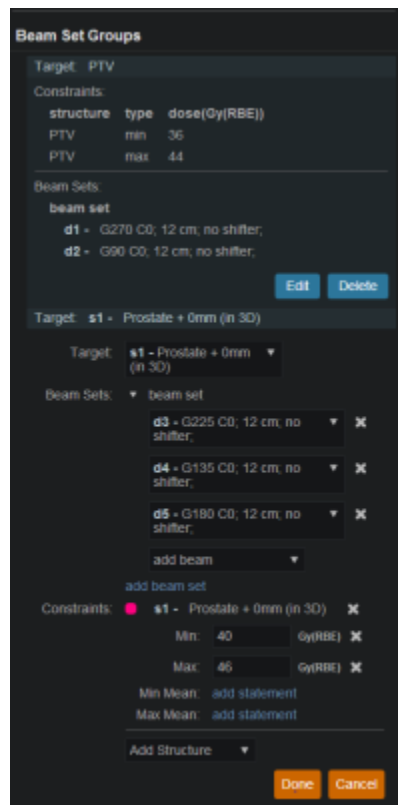 Beam Set Groups
Target: PTV
Constraints:
structure type dose(Gy(RBE))
PTV min 36
PTV max 44
Beam Sets:
beam set
d1 - G270 C0; 12 cm; no shifter;
d2 - G90 C0; 12 cm; no shifter;
Edit Delete
Target: s1 - Prostate + 0mm (in 3D)
Target: s1 - Prostate + 0mm
(in 3D)
Beam Sets: beam set
d3 - G225 C0; 12 cm; no
shifter;
d4 - G135 C0; 12 cm; no
shifter;
d5 - G180 C0; 12 cm; no
shifter;
add beam
add beam set
Constraints: s1 - Prostate + 0mm (in 3D)
Min: 40 Gy(RBE)
Max: 46 Gy(RBE)
Min Mean: add statement
Max Mean: add statement
Add Structure
Done Cancel